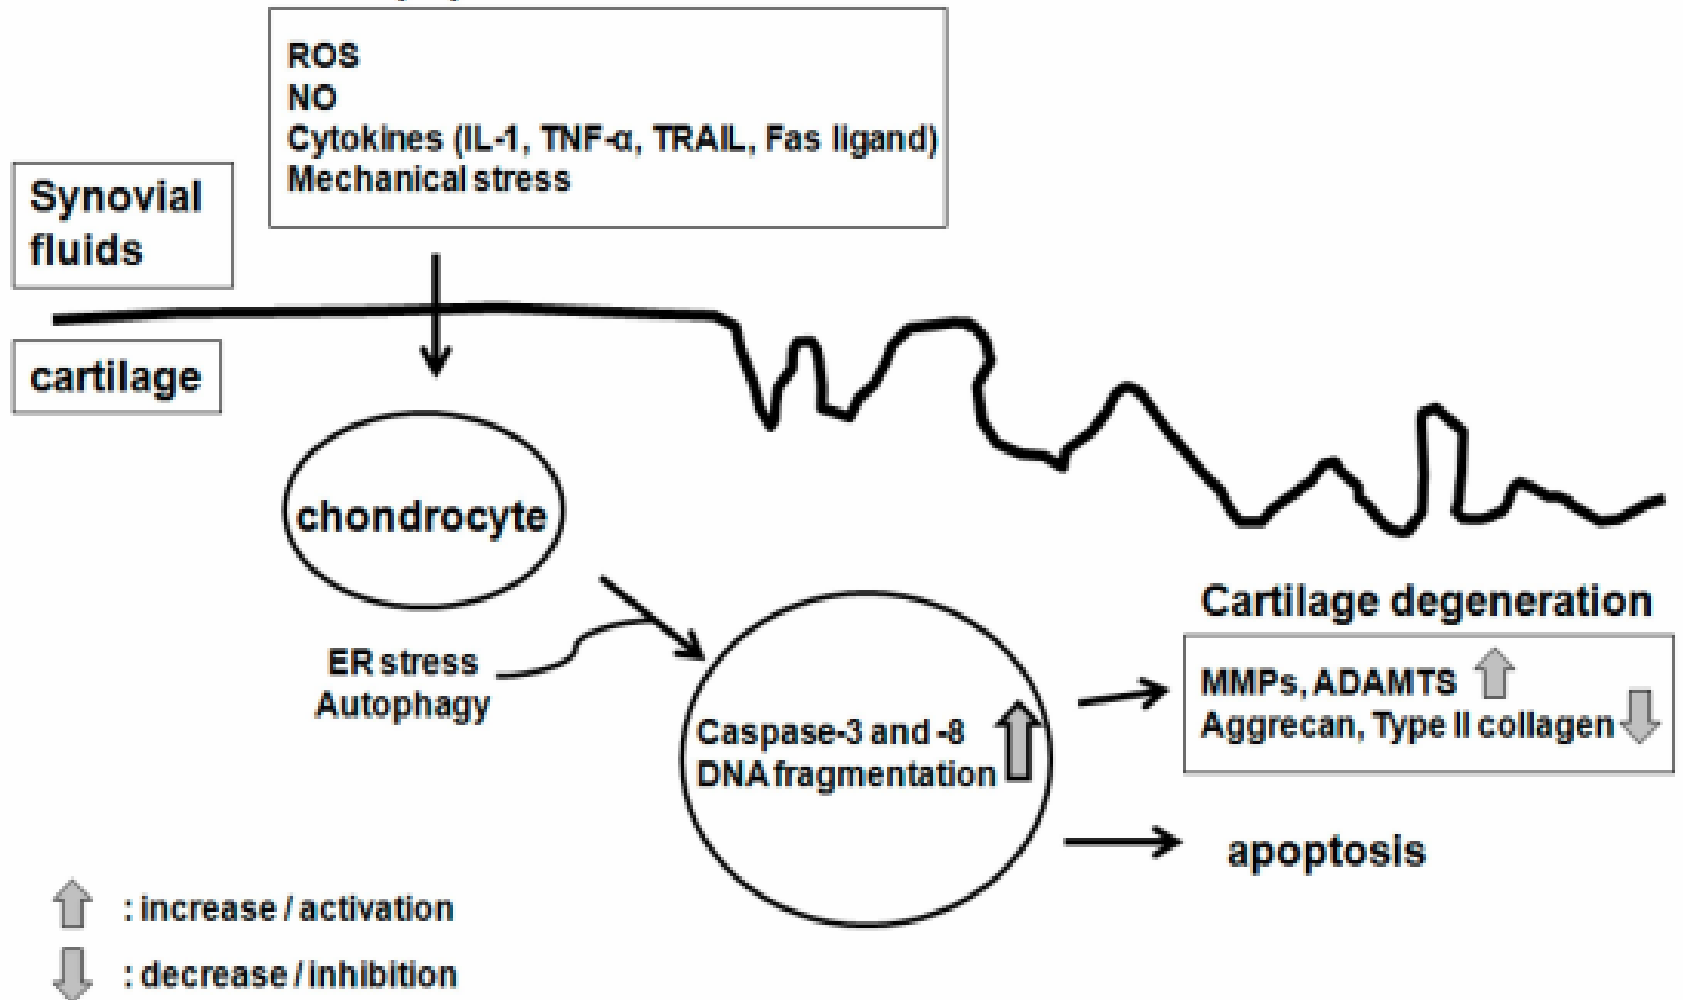 ROS
NO
Cytokines (IL-1, TNF-α, TRAIL, Fas ligand)
Mechanical stress
Synovial
fluids
cartilage
chondrocyte
ER stress
Autophagy
Caspase-3 and -8
DNA fragmentation
Cartilage degeneration
MMPs, ADAMTS
Aggrecan, Type II collagen
apoptosis
: increase / activation
: decrease / inhibition